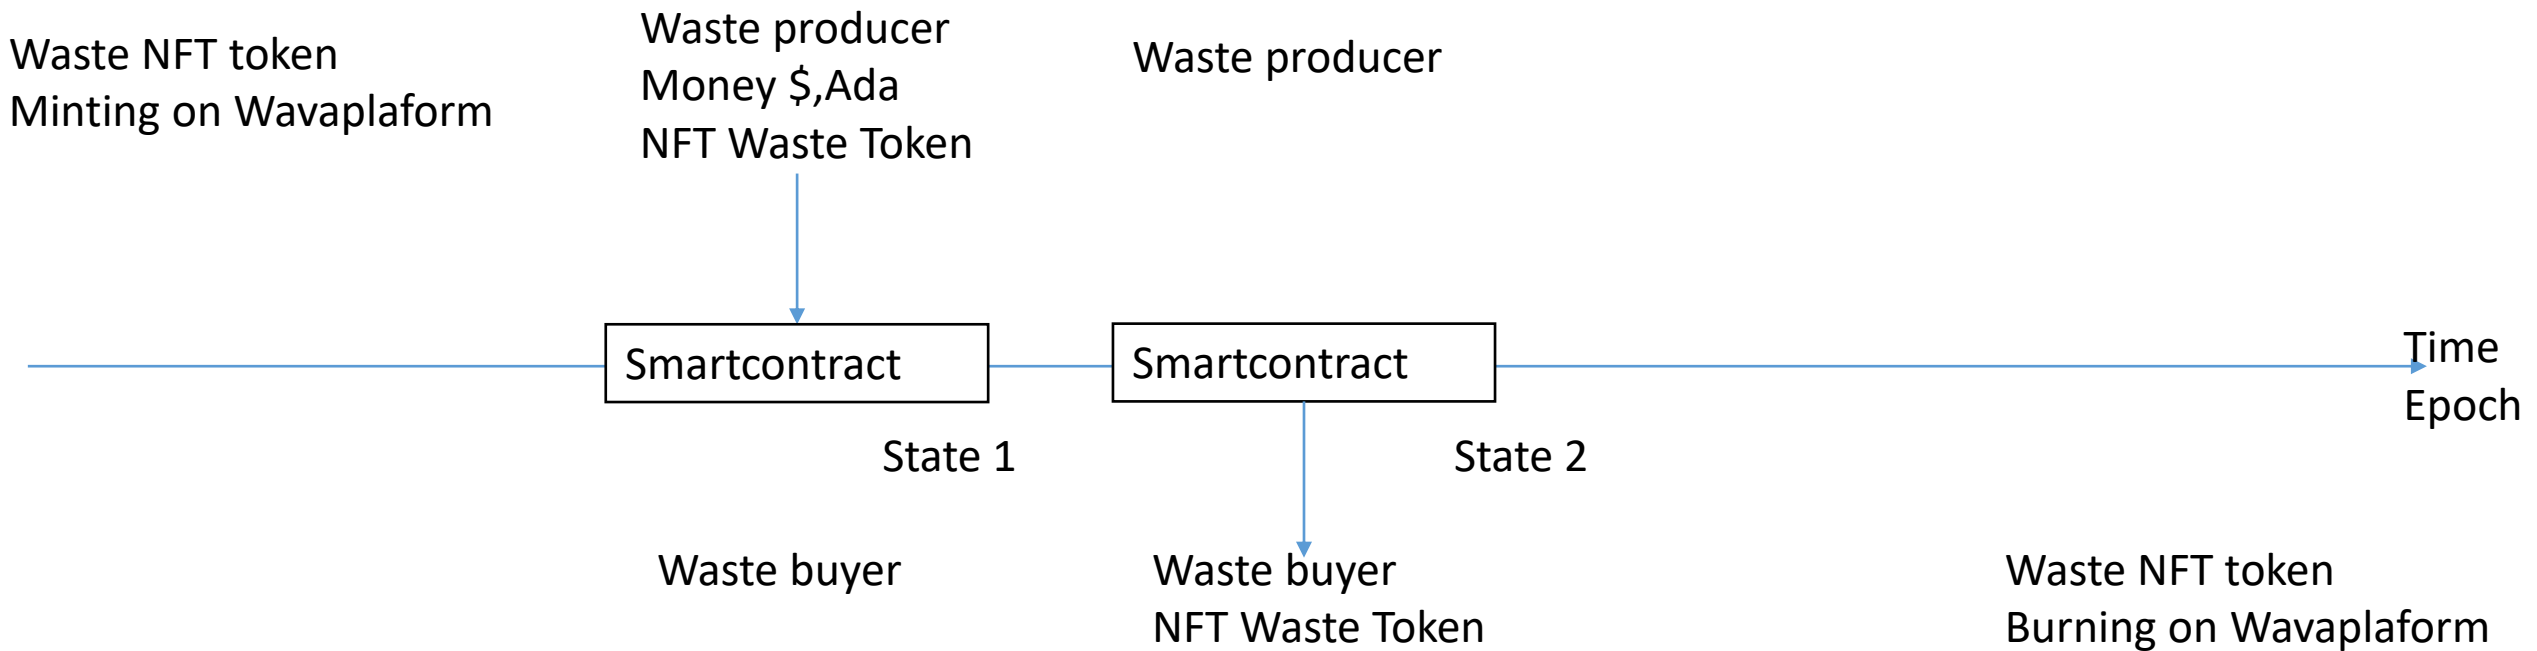 Waste NFT token
Minting on Wavaplaform
Waste producer
Money $,Ada
NFT Waste Token
Waste producer
Smartcontract
Smartcontract
Time
Epoch
State 1
State 2
Waste buyer
Waste buyer
NFT Waste Token
Waste NFT token
Burning on Wavaplaform